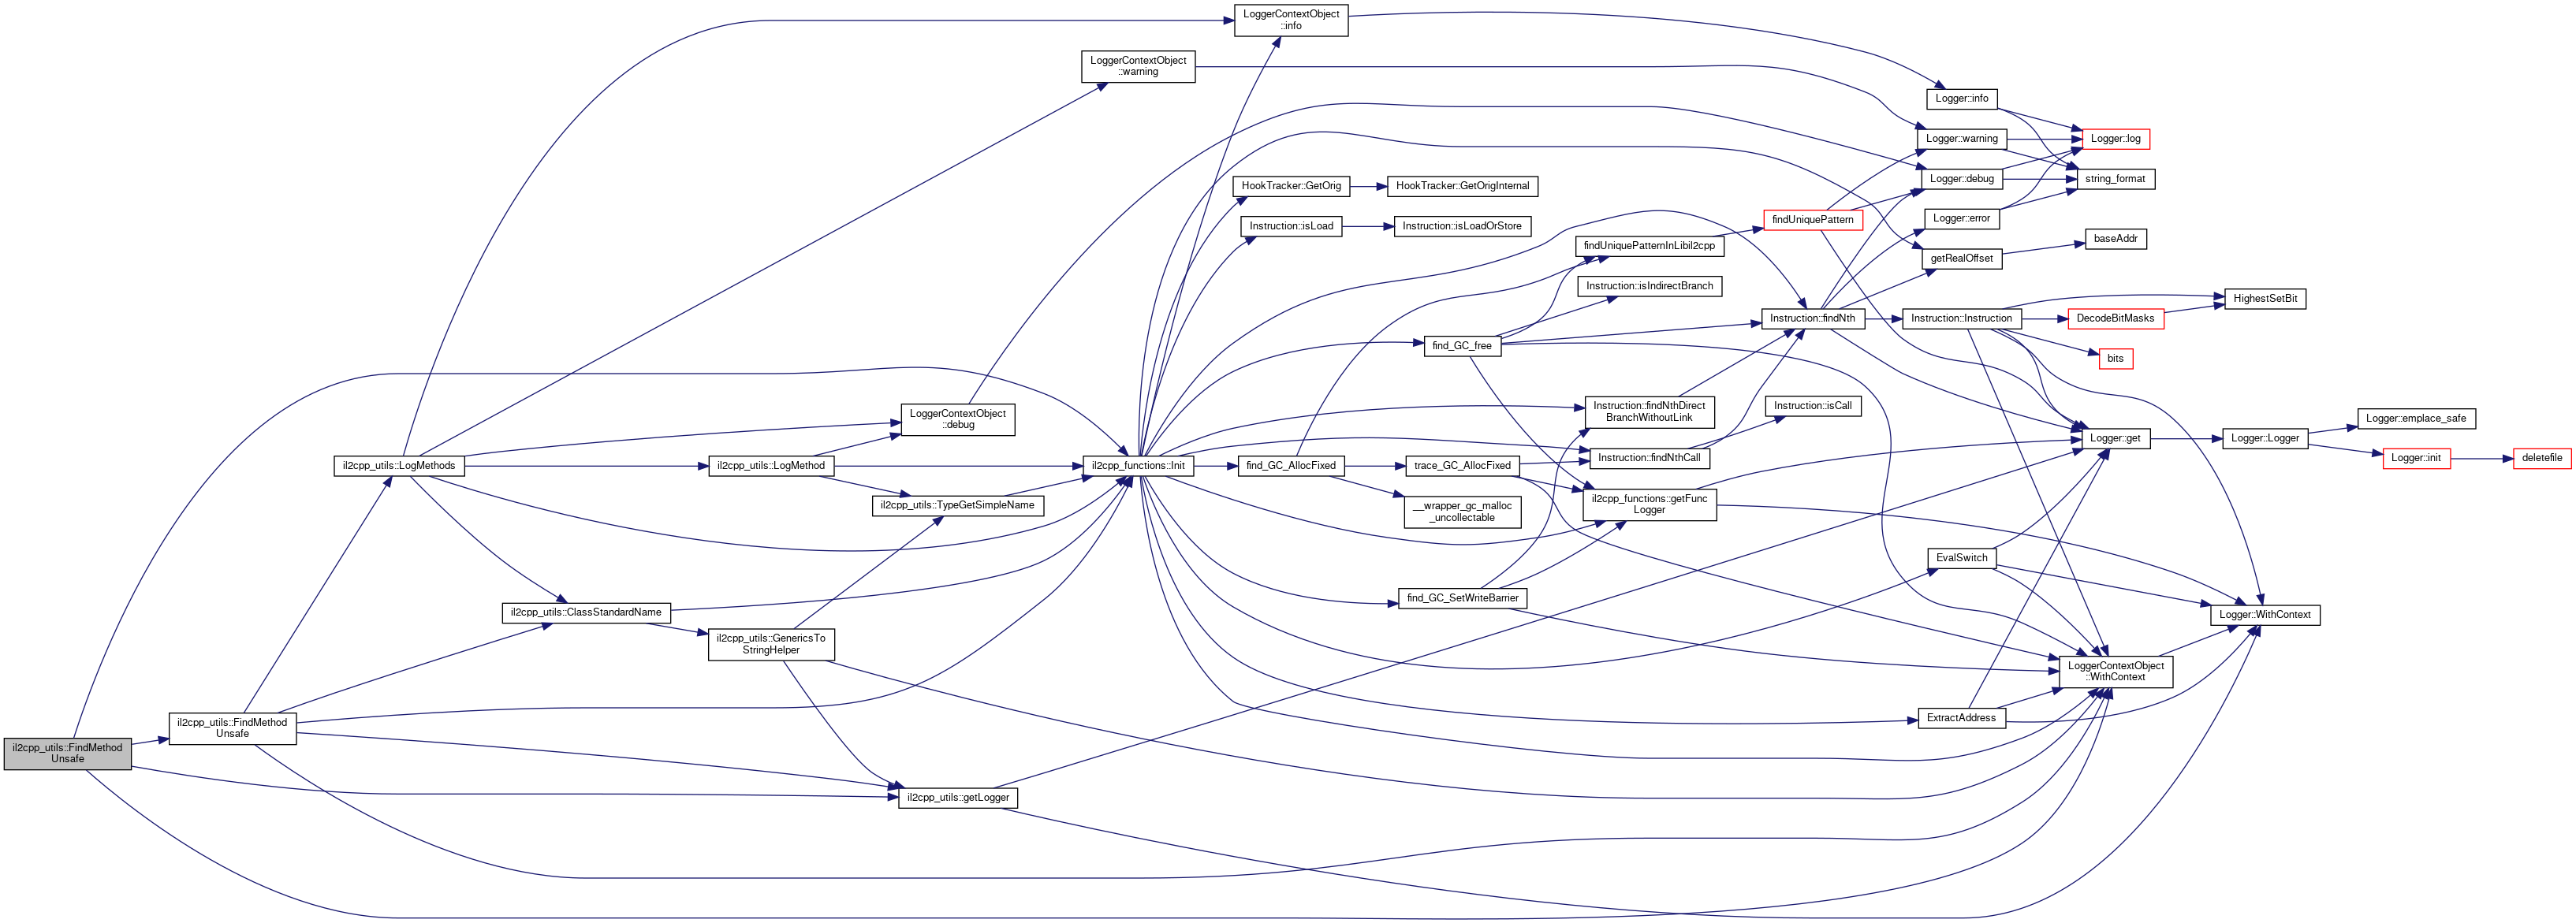 il2cpp_utils::FindMethod
Unsafe
il2cpp_utils::FindMethod
Unsafe
il2cpp_utils::LogMethods
il2cpp_utils::ClassStandardName
il2cpp_utils::LogMethod
il2cpp_utils::GenericsTo
StringHelper
LoggerContextObject
::debug
il2cpp_utils::TypeGetSimpleName
il2cpp_utils::getLogger
LoggerContextObject
::warning
il2cpp_functions::Init
LoggerContextObject
::info
HookTracker::GetOrig
Instruction::isLoad
find_GC_AllocFixed
HookTracker::GetOrigInternal
Instruction::isLoadOrStore
find_GC_free
trace_GC_AllocFixed
__wrapper_gc_malloc
_uncollectable
find_GC_SetWriteBarrier
findUniquePatternInLibil2cpp
Instruction::isIndirectBranch
Instruction::findNthDirect
BranchWithoutLink
Instruction::findNthCall
il2cpp_functions::getFunc
Logger
findUniquePattern
Instruction::findNth
Instruction::isCall
Logger::info
Logger::warning
Logger::debug
Logger::error
getRealOffset
Instruction::Instruction
EvalSwitch
ExtractAddress
Logger::log
string_format
baseAddr
DecodeBitMasks
bits
Logger::get
LoggerContextObject
::WithContext
HighestSetBit
Logger::Logger
Logger::WithContext
Logger::emplace_safe
Logger::init
deletefile